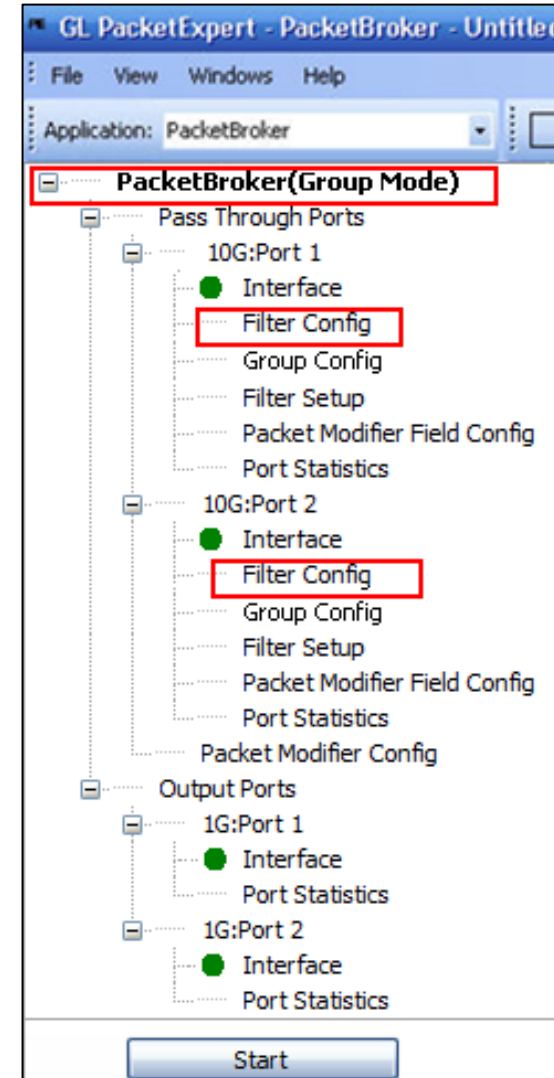 GL PacketExpert - PacketBroker - Untitled
File View Windows Help
Application: PacketBroker
PacketBroker(Group Mode)
Pass Through Ports
10G:Port 1
Interface
Filter Config
Group Config
Filter Setup
Packet Modifier Field Config
Port Statistics
10G:Port 2
Interface
Filter Config
Group Config
Filter Setup
Packet Modifier Field Config
Port Statistics
Packet Modifier Config
Output Ports
1G:Port 1
Interface
Port Statistics
1G:Port 2
Interface
Port Statistics
Start